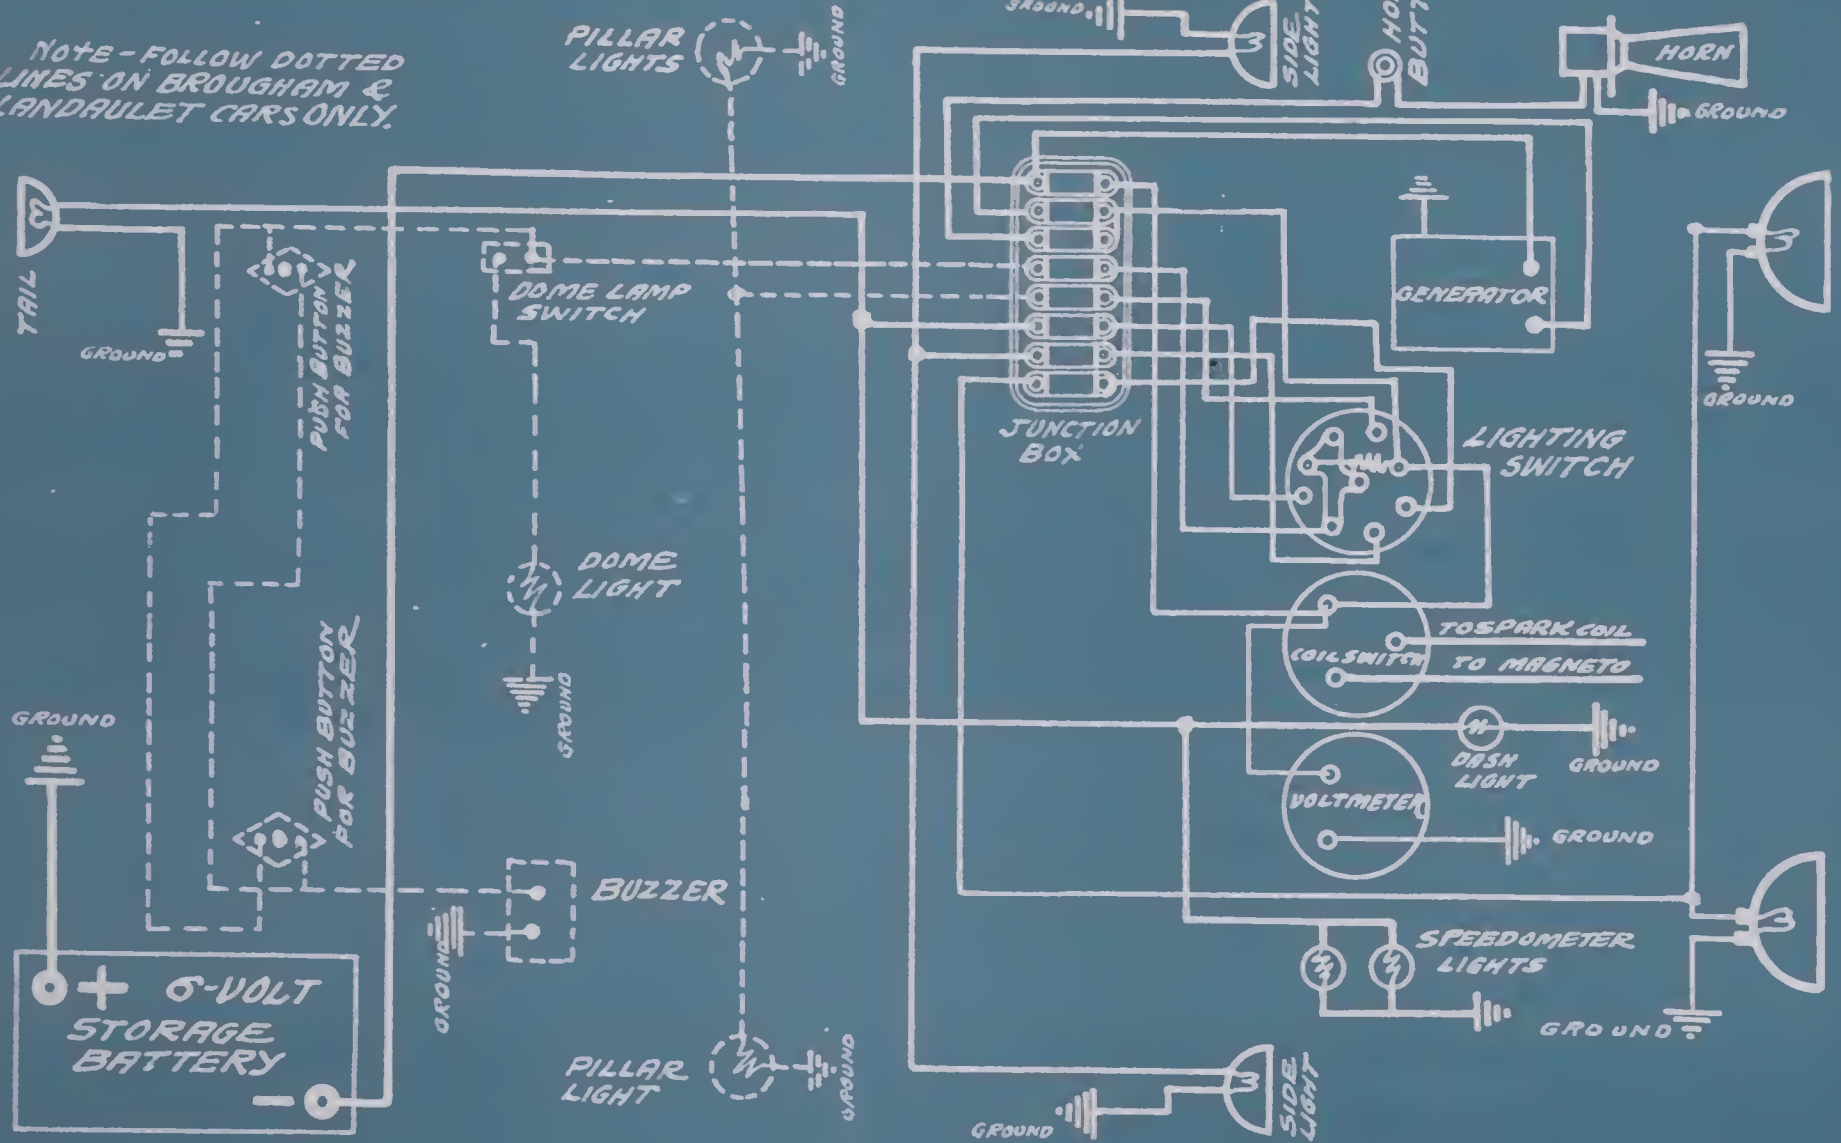 NOTE - FOLLOW DOTTED
LINES ON BROUGHAM &
LANDAULET CARS ONLY.
PILLAR
LIGHTS
GROUND
GROUND
SIDE
LIGHT
HORN
GROUND
TAIL
GROUND
PUSH BUTTON
FOR BUZZER
DOME LAMP
SWITCH
GENERATOR
GROUND
JUNCTION
BOX
LIGHTING
SWITCH
DOME
LIGHT
GROUND
COIL SWITCH
TO SPARK COIL
TO MAGNETO
GROUND
PUSH BUTTON
FOR BUZZER
DASH
LIGHT
GROUND
VOLTMETER
GROUND
BUZZER
GROUND
SPEEDOMETER
LIGHTS
GROUND
+ 6-VOLT
STORAGE
BATTERY
-
PILLAR
LIGHT
GROUND
GROUND
SIDE
LIGHT